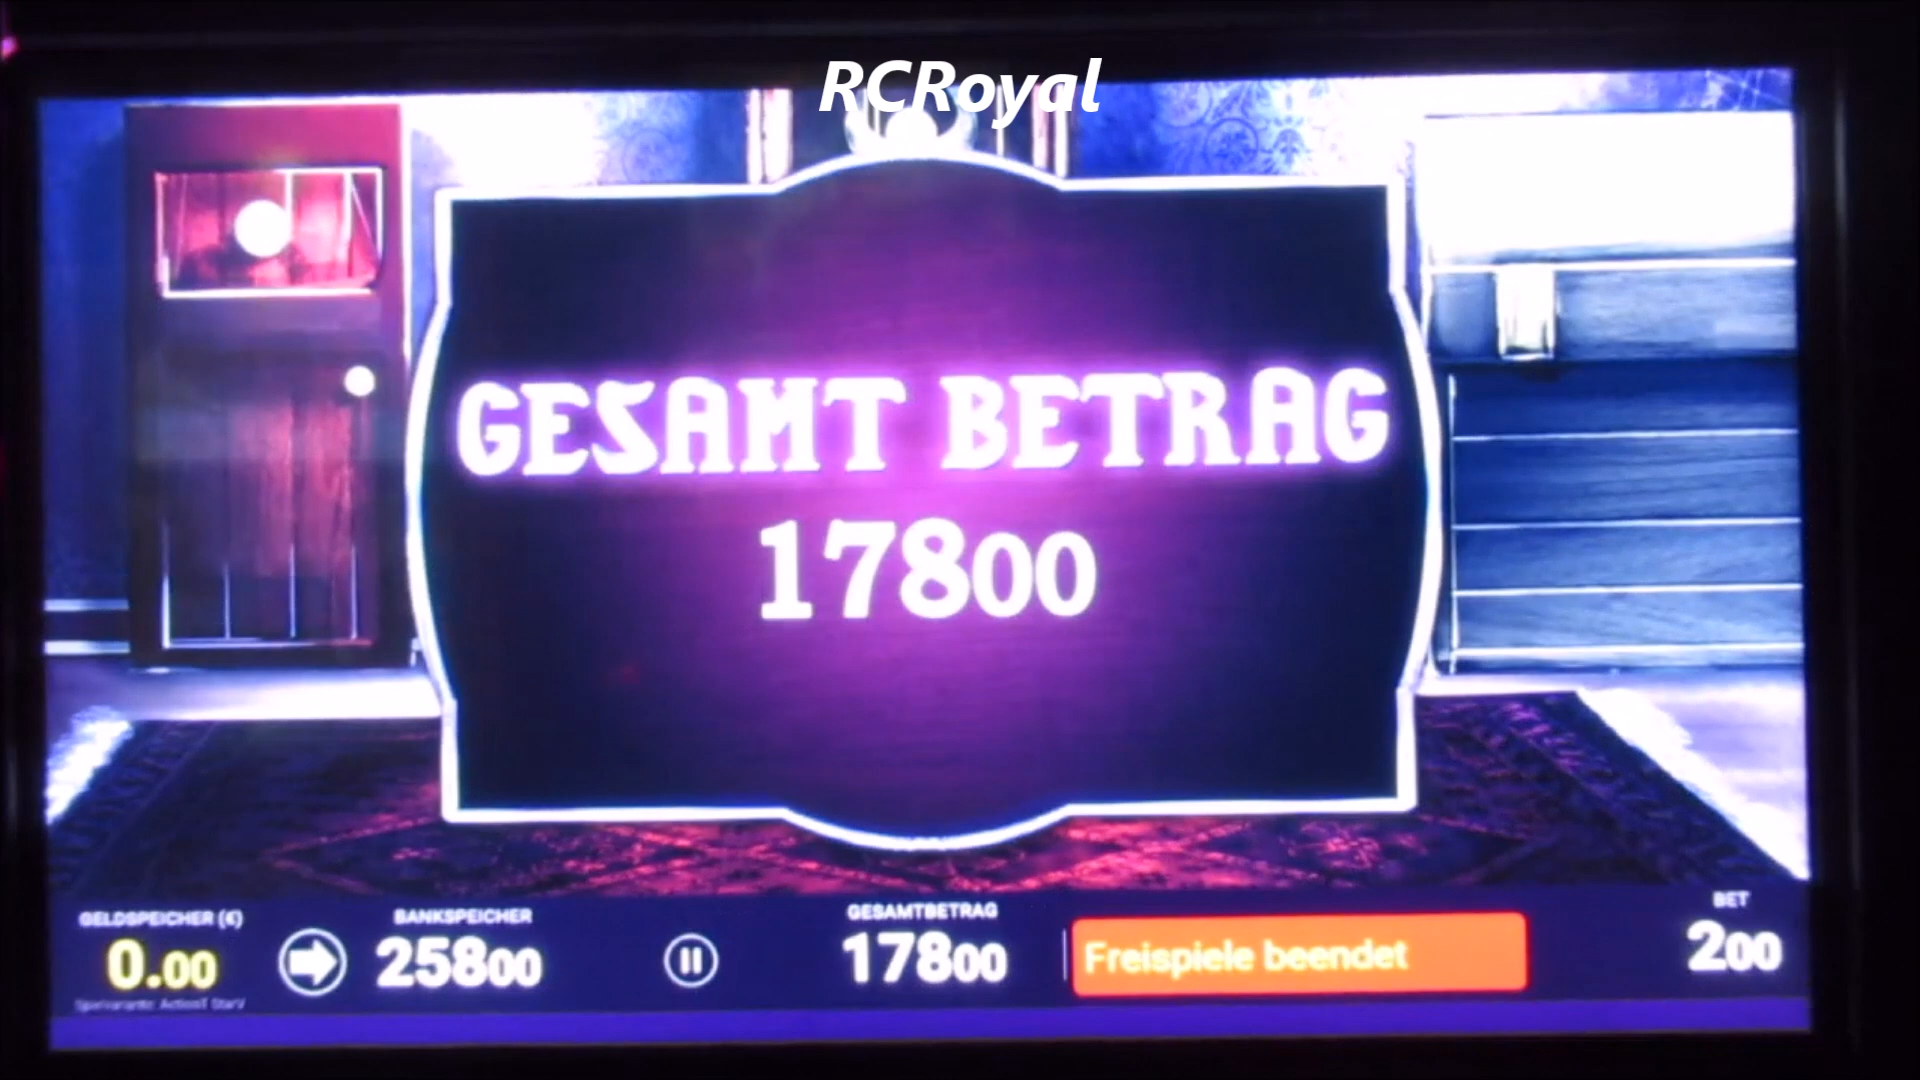 RCRoyal
GESAMT BETRAG
17800
GELDSPEICHER (€)
0.00
BANKSPEICHER
25800
GESAMTBETRAG
17800
Freispiele beendet
BET
200